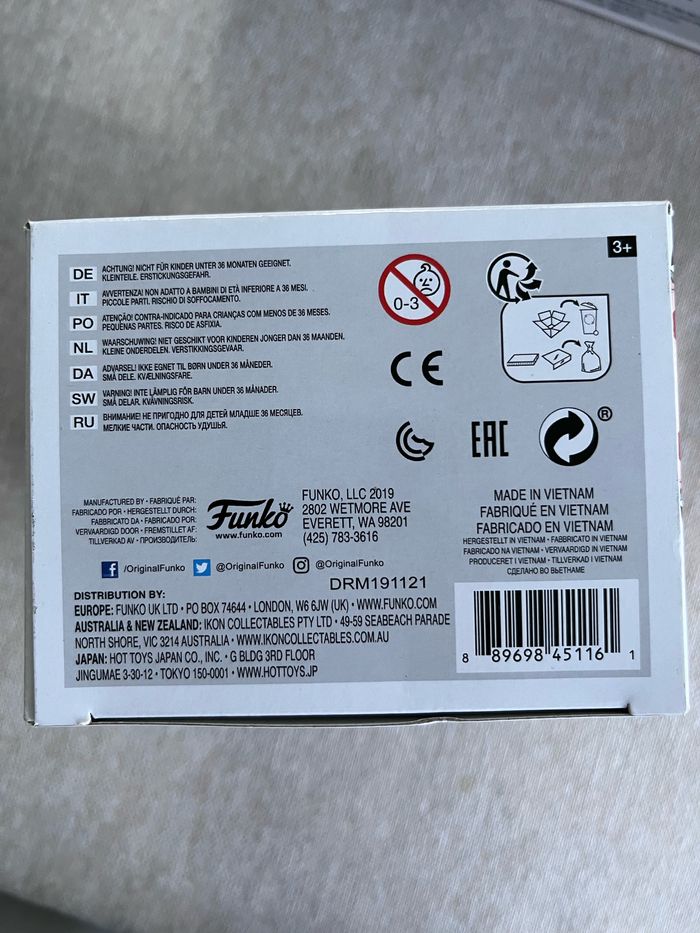 3+
DE ACHTUNG! NICHT FÜR KINDER UNTER 36 MONATEN GEEIGNET.
KLEINTEILE. ERSTICKUNGSGEFAHR.
IT AVVERTENZA! NON ADATTO A BAMBINI DI ETÀ INFERIORE A 36 MESI.
PICCOLE PARTI. RISCHIO DI SOFFOCAMENTO.
PO ATENÇÃO! CONTRA-INDICADO PARA CRIANÇAS COM MENOS DE 36 MESES.
PEQUENAS PARTES. RISCO DE ASFIXIA.
NL WAARSCHUWING! NIET GESCHIKT VOOR KINDEREN JONGER DAN 36 MAANDEN.
KLEINE ONDERDELEN. VERSTIKKINGSGEVAAR.
DA ADVARSEL! IKKE EGNET TIL BØRN UNDER 36 MÅNEDER.
SMÅ DELE. KVÆLNINGSFARE.
SW VARNING! INTE LÄMPLIG FÖR BARN UNDER 36 MÅNADER.
SMÅ DELAR. KVÄVNINGSRISK.
RU ВНИМАНИЕ! НЕ ПРИГОДНО ДЛЯ ДЕТЕЙ МЛАДШЕ 36 МЕСЯЦЕВ.
МЕЛКИЕ ЧАСТИ. ОПАСНОСТЬ УДУШЬЯ.
0-3
CE
EAC
®
MANUFACTURED BY • FABRIQUÉ PAR:
FABRICADO POR • HERGESTELLT DURCH:
FABBRICATO DA • FABRICADO POR:
VERVAARDIGD DOOR • FREMSTILLET AF:
TILLVERKAD AV • ПРОИЗВОДИТЕЛЬ:
Funko
www.funko.com
FUNKO, LLC 2019
2802 WETMORE AVE
EVERETT, WA 98201
(425) 783-3616
MADE IN VIETNAM
FABRIQUÉ EN VIETNAM
FABRICADO EN VIETNAM
HERGESTELLT IN VIETNAM • FABBRICATO IN VIETNAM
FABRICADO NA VIETNAM • VERVAARDIGD IN VIETNAM
PRODUCERET I VIETNAM • TILLVERKAD I VIETNAM
СДЕЛАНО ВО ВЬЕТНАМЕ
f /OriginalFunko @OriginalFunko @OriginalFunko
DRM191121
DISTRIBUTION BY:
EUROPE: FUNKO UK LTD • PO BOX 74644 • LONDON, W6 6JW (UK) • WWW.FUNKO.COM
AUSTRALIA & NEW ZEALAND: IKON COLLECTABLES PTY LTD • 49-59 SEABEACH PARADE
NORTH SHORE, VIC 3214 AUSTRALIA • WWW.IKONCOLLECTABLES.COM.AU
JAPAN: HOT TOYS JAPAN CO., INC. • G BLDG 3RD FLOOR
JINGUMAE 3-30-12 • TOKYO 150-0001 • WWW.HOTTOYS.JP
8 89698 45116 1